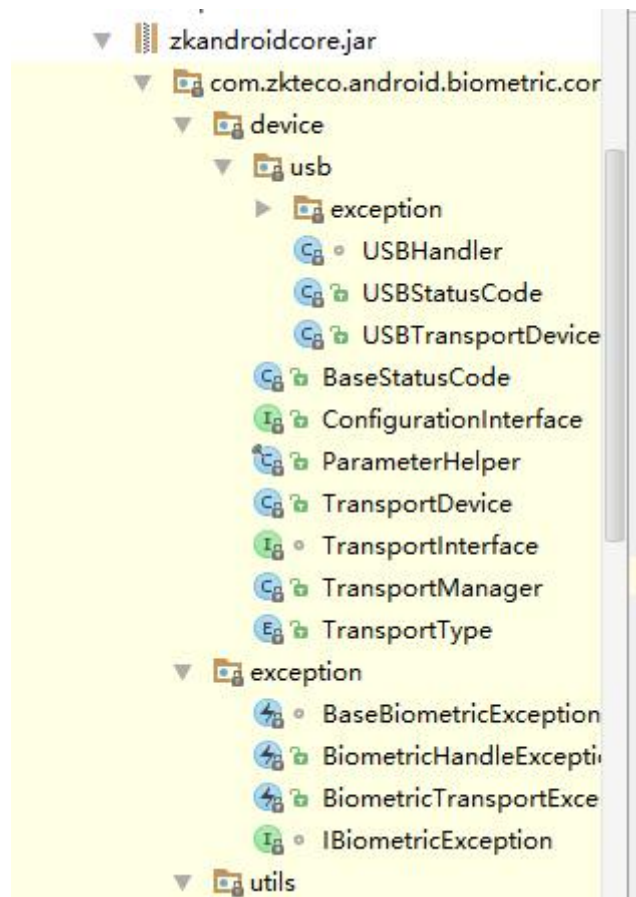 zkandroidcore.jar
com.zkteco.android.biometric.cor
device
usb
exception
USBHandler
USBStatusCode
USBTransportDevice
BaseStatusCode
ConfigurationInterface
ParameterHelper
TransportDevice
TransportInterface
TransportManager
TransportType
exception
BaseBiometricException
BiometricHandleExcepti
BiometricTransportExce
IBiometricException
utils